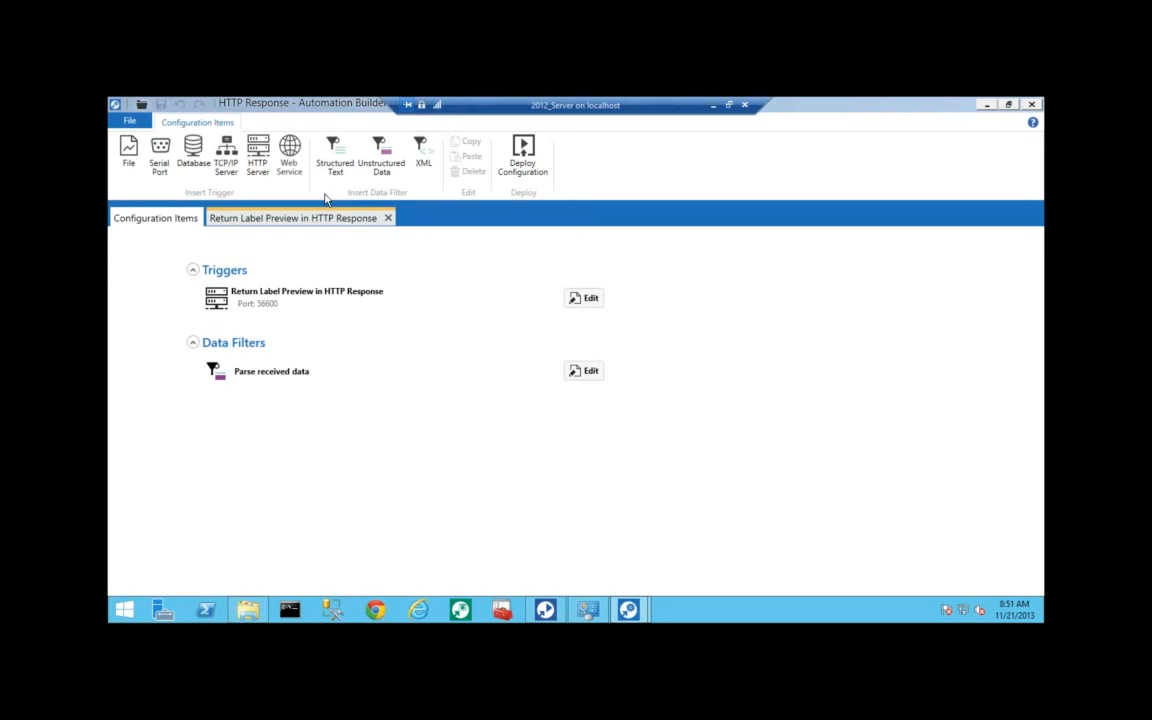 HTTP Response - Automation Builder
2012_Server on localhost
File
Configuration Items
File
Serial Port
Database
TCP/IP Server
HTTP Server
Web Service
Structured Text
Unstructured Data
XML
Copy
Paste
Delete
Deploy Configuration
Insert Trigger
Insert Data Filter
Edit
Deploy
Configuration Items
Return Label Preview in HTTP Response
Triggers
Return Label Preview in HTTP Response
Port: 56600
Edit
Data Filters
Parse received data
Edit
8:51 AM
11/21/2013